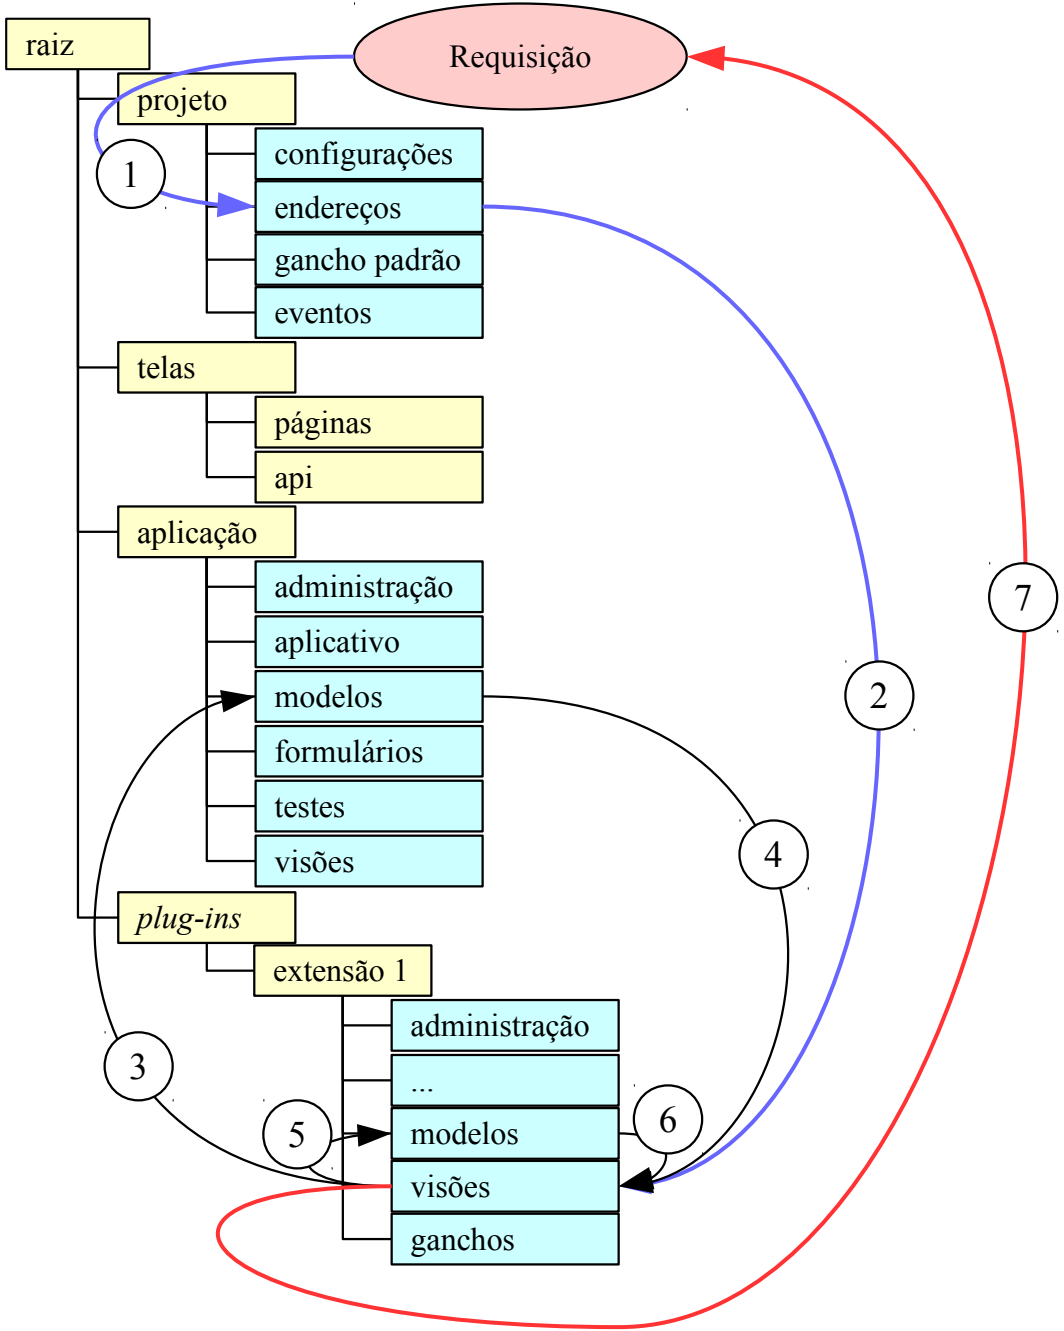 raiz
Requisição
projeto
configurações
1
endereços
gancho padrão
eventos
telas
páginas
api
aplicação
administração
7
aplicativo
modelos
2
formulários
testes
4
visões
plug-ins
extensão 1
administração
3
...
5
modelos
6
visões
ganchos